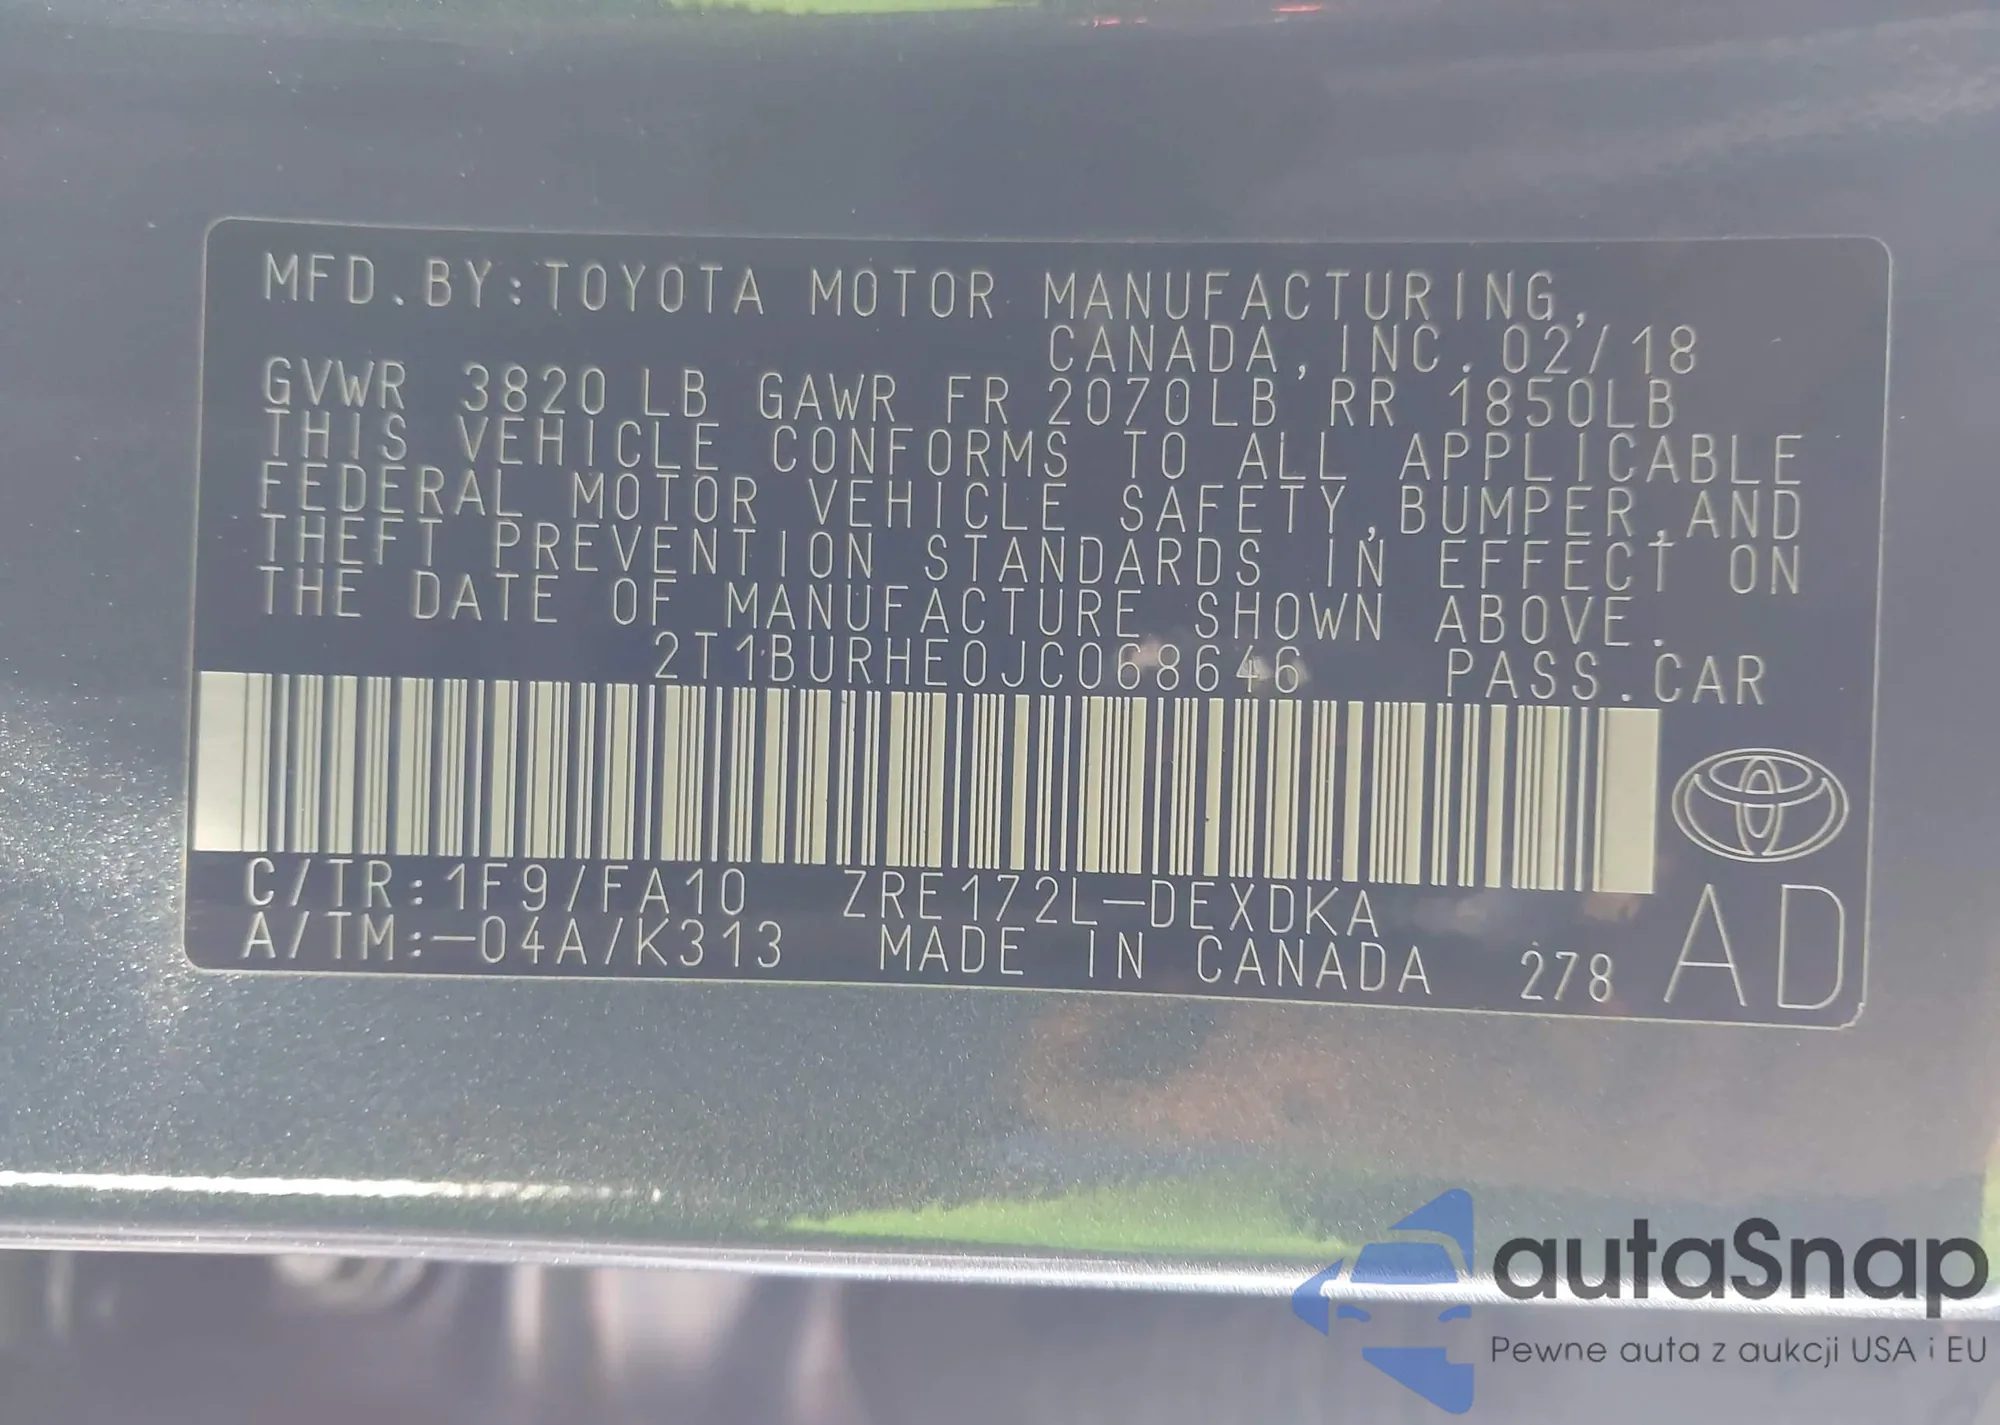 MFD.BY:TOYOTA MOTOR MANUFACTURING,
CANADA,INC. 02/18
GVWR 3820LB GAWR FR 2070LB RR 1850LB
THIS VEHICLE CONFORMS TO ALL APPLICABLE
FEDERAL MOTOR VEHICLE SAFETY,BUMPER,AND
THEFT PREVENTION STANDARDS IN EFFECT ON
THE DATE OF MANUFACTURE SHOWN ABOVE.
2T1BURHE0JC068646 PASS.CAR
C/TR:1F9/FA10 ZRE172L-DEXDKA
A/TM:-04A/K313 MADE IN CANADA 278 AD
autaSnap
Pewne auta z aukcji USA i EU